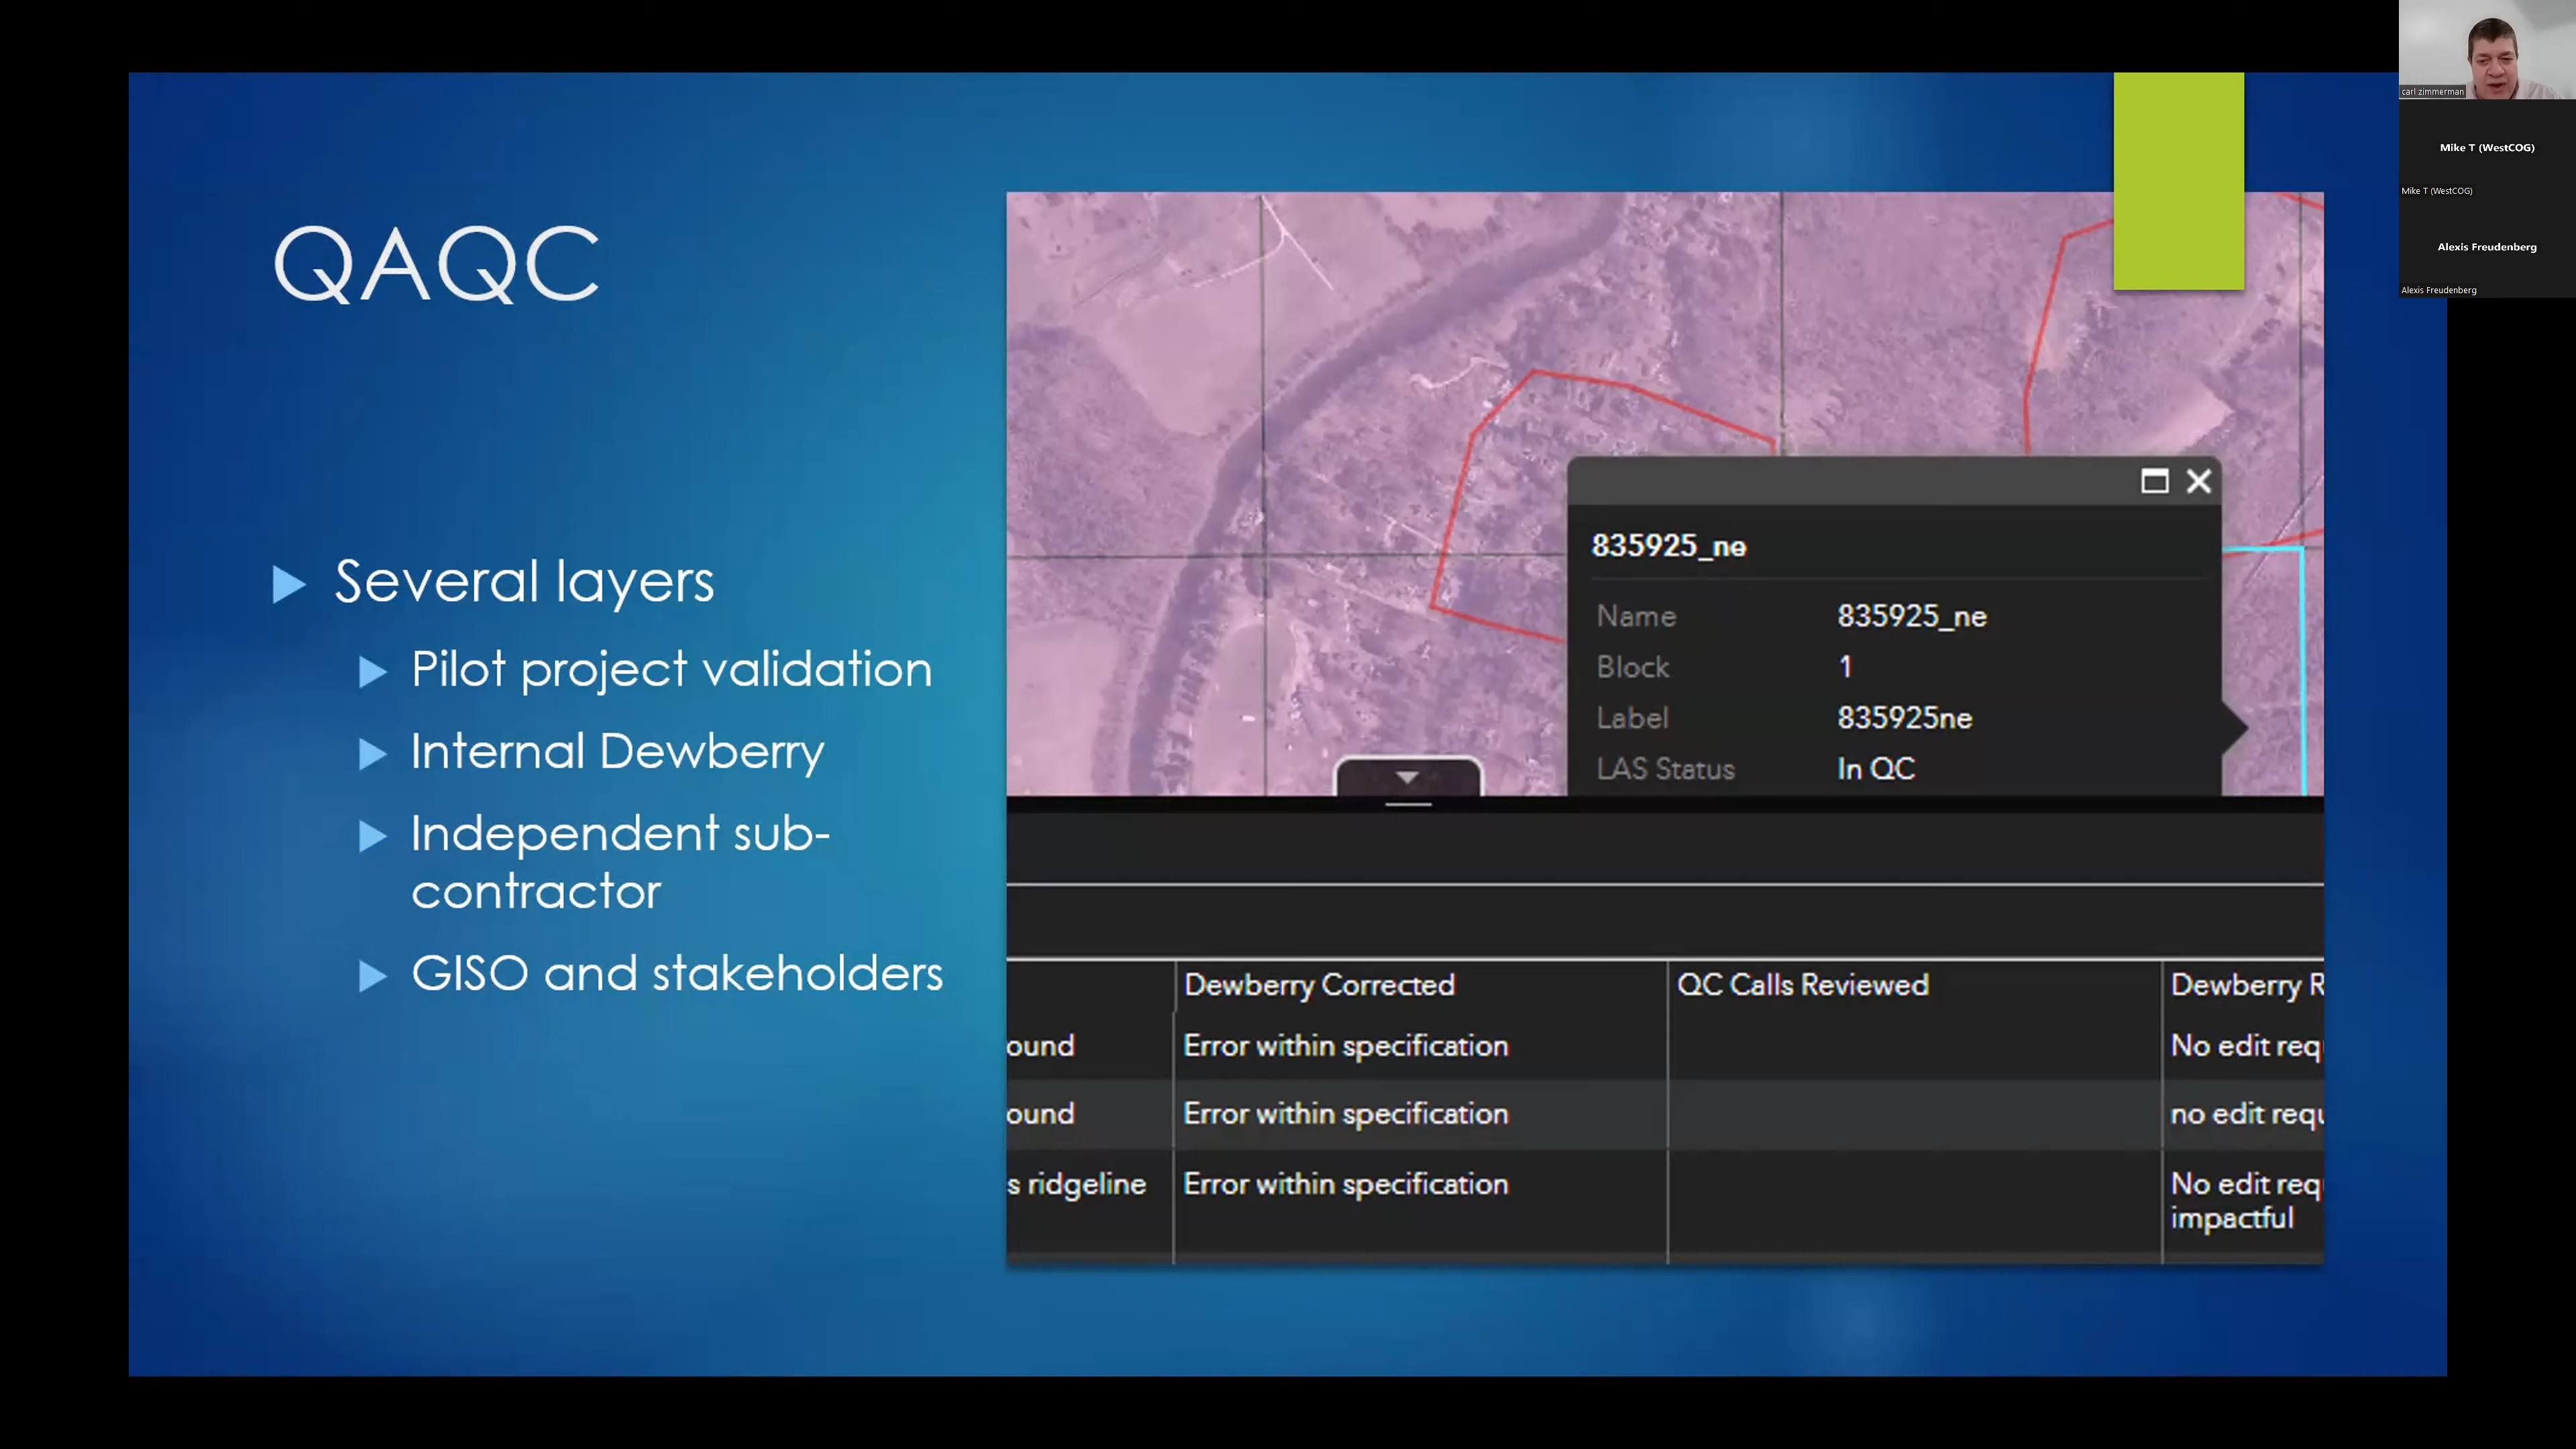 QAQC
Several layers
Pilot project validation
Internal Dewberry
Independent sub-
contractor
GISO and stakeholders
835925_ne
Name 835925_ne
Block 1
Label 835925ne
LAS Status In QC
Dewberry Corrected QC Calls Reviewed Dewberry R
ound Error within specification No edit req
ound Error within specification no edit requ
s ridgeline Error within specification No edit req
impactful
carl zimmerman
Mike T (WestCOG)
Mike T (WestCOG)
Alexis Freudenberg
Alexis Freudenberg